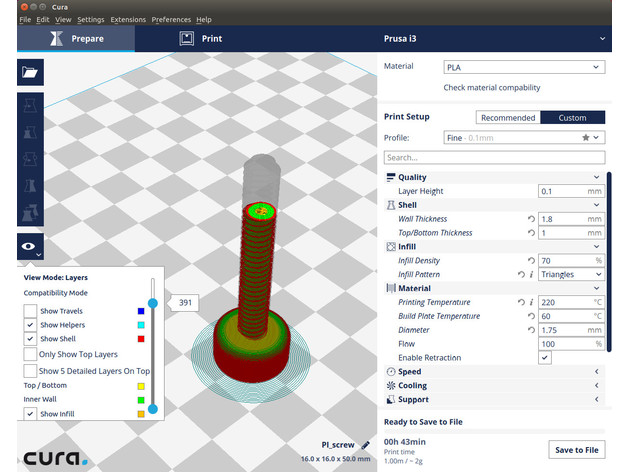 Cura
File Edit View Settings Extensions Preferences Help
Prepare
Print
Prusa i3
Material
PLA
Check material compability
Print Setup
Recommended
Custom
Profile:
Fine - 0.1mm
Search...
Quality
Layer Height
0.1 mm
Shell
Wall Thickness
1.8 mm
Top/Bottom Thickness
1 mm
Infill
Infill Density
70 %
Infill Pattern
i
Triangles
Material
Printing Temperature
i
220 °C
Build Plate Temperature
60 °C
Diameter
1.75 mm
Flow
100 %
Enable Retraction
Speed
Cooling
Support
Ready to Save to File
00h 43min
Print time
1.00m / ~ 2g
Save to File
View Mode: Layers
Compatibility Mode
391
Show Travels
Show Helpers
Show Shell
Only Show Top Layers
Show 5 Detailed Layers On Top
Top / Bottom
Inner Wall
Show Infill
cura.
PI_screw
16.0 x 16.0 x 50.0 mm